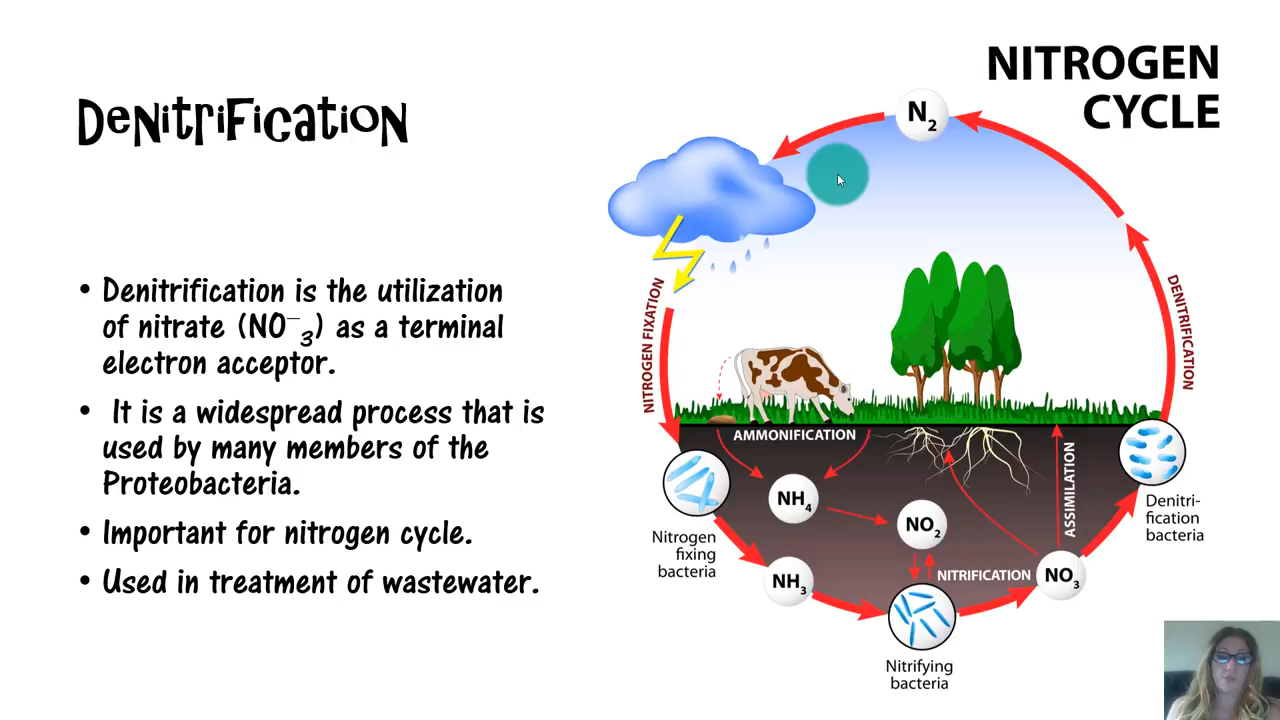 DeNitriFicatioN
• Denitrification is the utilization
of nitrate (NO⁻₃) as a terminal
electron acceptor.
• It is a widespread process that is
used by many members of the
Proteobacteria.
• Important for nitrogen cycle.
• Used in treatment of wastewater.
NITROGEN
CYCLE
N₂
NITROGEN FIXATION
DENITRIFICATION
AMMONIFICATION
NH₄
NO₂
ASSIMILATION
Nitrogen
fixing
bacteria
NH₃
NITRIFICATION
NO₃
Denitri-
fication
bacteria
Nitrifying
bacteria